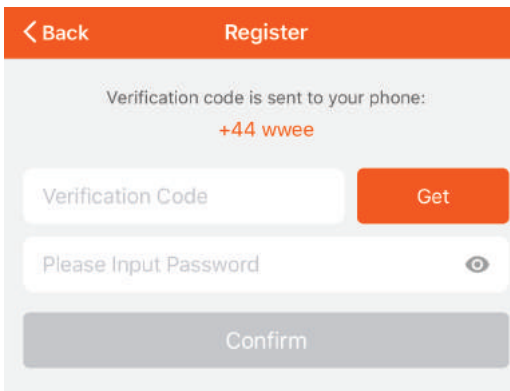 Back
Register
Verification code is sent to your phone:
+44 wwee
Verification Code
Get
Please Input Password
Confirm